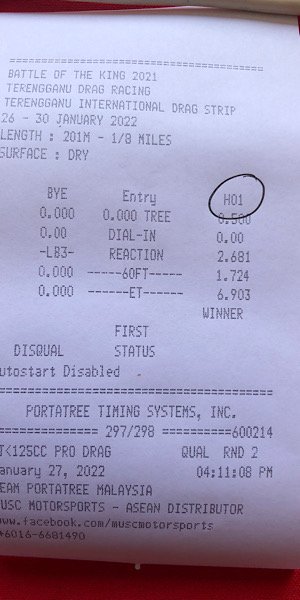 =====================================
BATTLE OF THE KING 2021
TERENGGANU DRAG RACING
TERENGGANU INTERNATIONAL DRAG STRIP
26 - 30 JANUARY 2022
LENGTH : 201M - 1/8 MILES
SURFACE : DRY
BYE Entry H01
0.000 0.000 TREE 0.500
0.00 DIAL-IN 0.00
-LB3- REACTION 2.681
0.000 ------60FT----- 1.724
0.000 ------ET------ 6.903
WINNER
FIRST
DISQUAL STATUS
utostart Disabled
=====================================
PORTATREE TIMING SYSTEMS, INC.
============== 297/298 ==========600214
T<125CC PRO DRAG QUAL RND 2
anuary 27, 2022 04:11:08 PM
EAM PORTATREE MALAYSIA
MUSC MOTORSPORTS - ASEAN DISTRIBUTOR
www.facebook.com/muscmotorsports
+6016-6681490